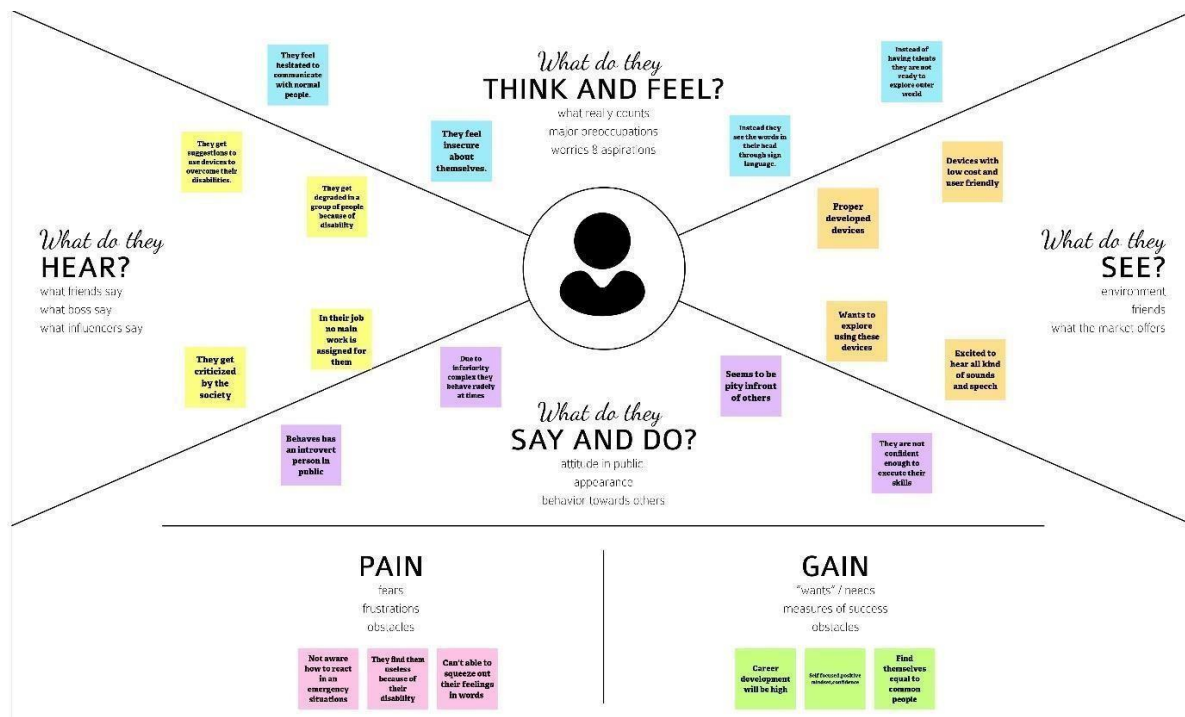 What do they
THINK AND FEEL?
what really counts
major preoccupations
worries & aspirations
They feel
hesitated to
communicate
with normal
people.
They feel
insecure
about
themselves.
Instead they
see the words in
their head
through sign
language.
Instead of
having talents
they are not
ready to
explore outer
world
What do they
HEAR?
what friends say
what boss say
what influencers say
They get
suggestions to
use devices to
overcome their
disabilities.
They get
degraded in a
group of people
because of
disability
In their job
no main
work is
assigned for
them
They get
criticized
by the
society
What do they
SEE?
environment
friends
what the market offers
Devices with
low cost and
user friendly
Proper
developed
devices
Wants to
explore
using these
devices
Excited to
hear all kind
of sounds
and speech
What do they
SAY AND DO?
attitude in public
appearance
behavior towards others
Due to
inferiority
complex they
behave rudely
at times
Behaves has
an introvert
person in
public
Seems to be
pity infront
of others
They are not
confident
enough to
execute their
skills
PAIN
fears
frustrations
obstacles
Not aware
how to react
in an
emergency
situations
They find them
useless
because of
their
disability
Can't able to
squeeze out
their feelings
in words
GAIN
"wants" / needs
measures of success
obstacles
Career
development
will be high
Self focused,positive
mindset,confidence
Find
themselves
equal to
common
people